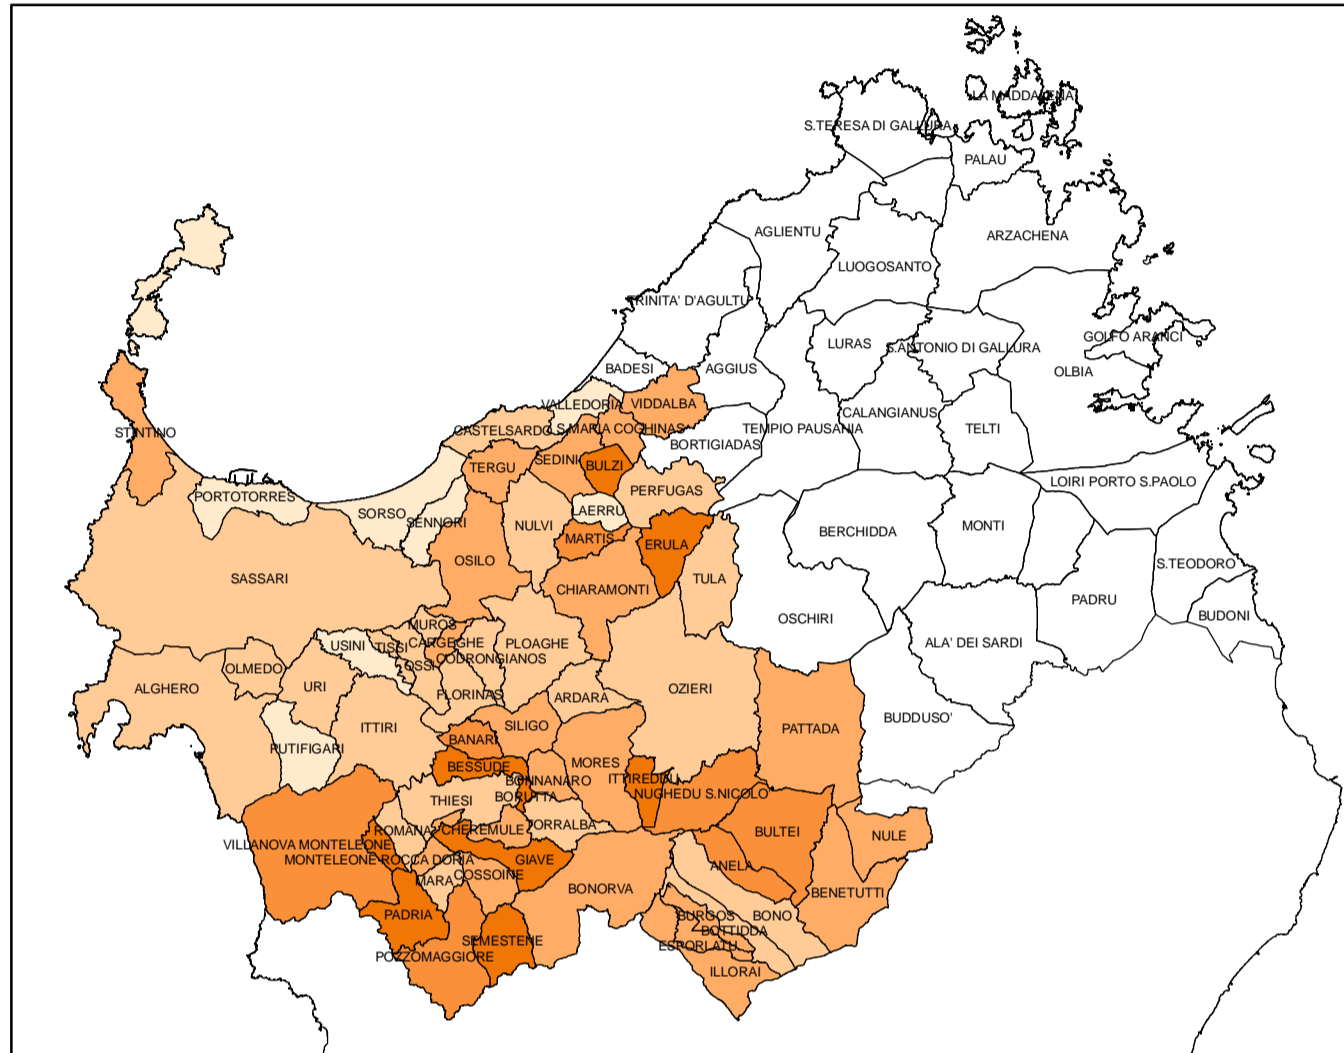 LA MADDALENA
S.TERESA DI GALLURA
PALAU
AGLIENTU
ARZACHENA
LUOGOSANTO
TRINITA' D'AGULTU
GOLFO ARANCI
LURAS
S.ANTONIO DI GALLURA
BADESI
AGGIUS
OLBIA
VALLEDORIA
VIDDALBA
CALANGIANUS
STINTINO
CASTELSARDO
S.MARIA COGHINAS
TEMPIO PAUSANIA
TELTI
BORTIGIADAS
SEDINI
BULZI
TERGU
LOIRI PORTO S.PAOLO
PORTOTORRES
PERFUGAS
SORSO
SENNORI
LAERRU
NULVI
MONTI
BERCHIDDA
MARTIS
ERULA
OSILO
S.TEODORO
SASSARI
TULA
CHIARAMONTI
PADRU
BUDONI
OSCHIRI
MUROS
CARGEGHE
PLOAGHE
ALA' DEI SARDI
USINI
TISSI
CODRONGIANOS
OSSI
OLMEDO
URI
ALGHERO
FLORINAS
ARDARA
OZIERI
BUDDUSO'
ITTIRI
SILIGO
PATTADA
BANARI
PUTIFIGARI
BESSUDE
MORES
BONNANARO
ITTIREDDU
NUGHEDU S.NICOLO
BORUTTA
THIESI
TORRALBA
ROMANA
CHEREMULE
BULTEI
NULE
VILLANOVA MONTELEONE
MONTELEONE ROCCA DORIA
GIAVE
ANELA
COSSOINE
MARA
BONORVA
BENETUTTI
PADRIA
BURGOS
BONO
BOTTIDDA
SEMESTENE
ESPORLATU
POZZOMAGGIORE
ILLORAI